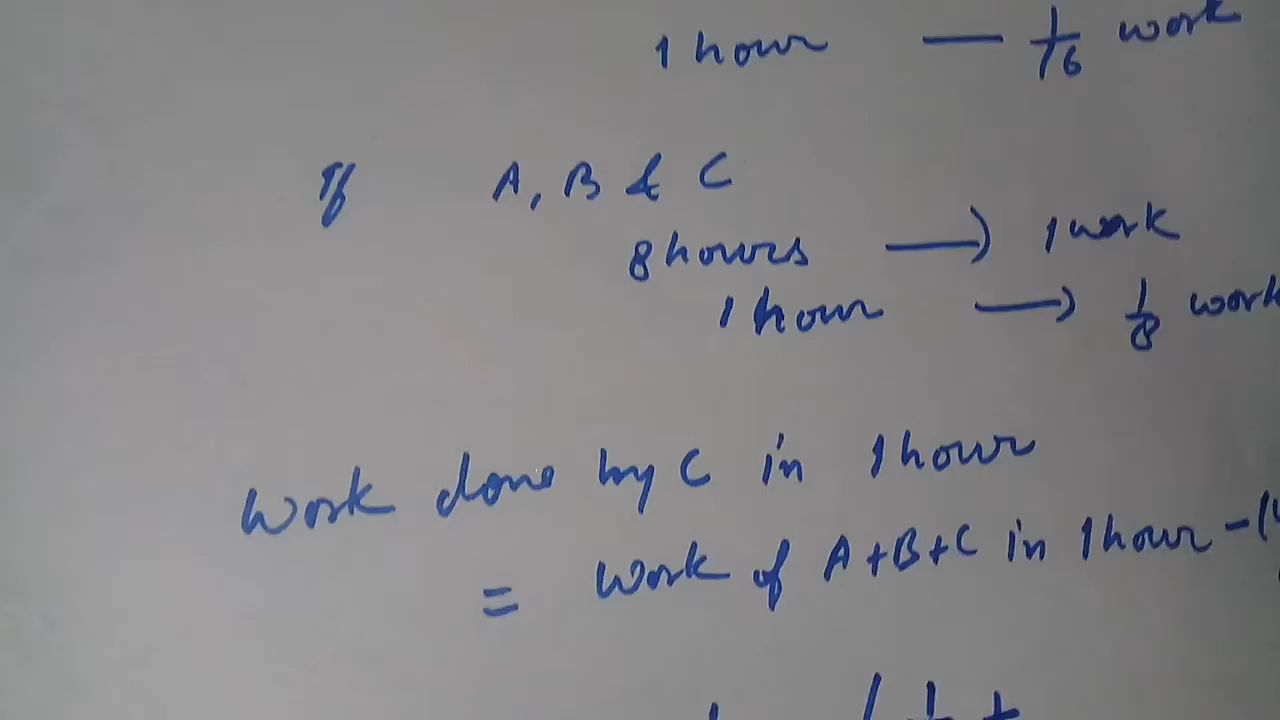 1 hour — 1/16 work
If A, B & C
8 hours → 1 work
1 hour → 1/8 work
Work done by C in 1 hour
= work of A+B+C in 1 hour - (